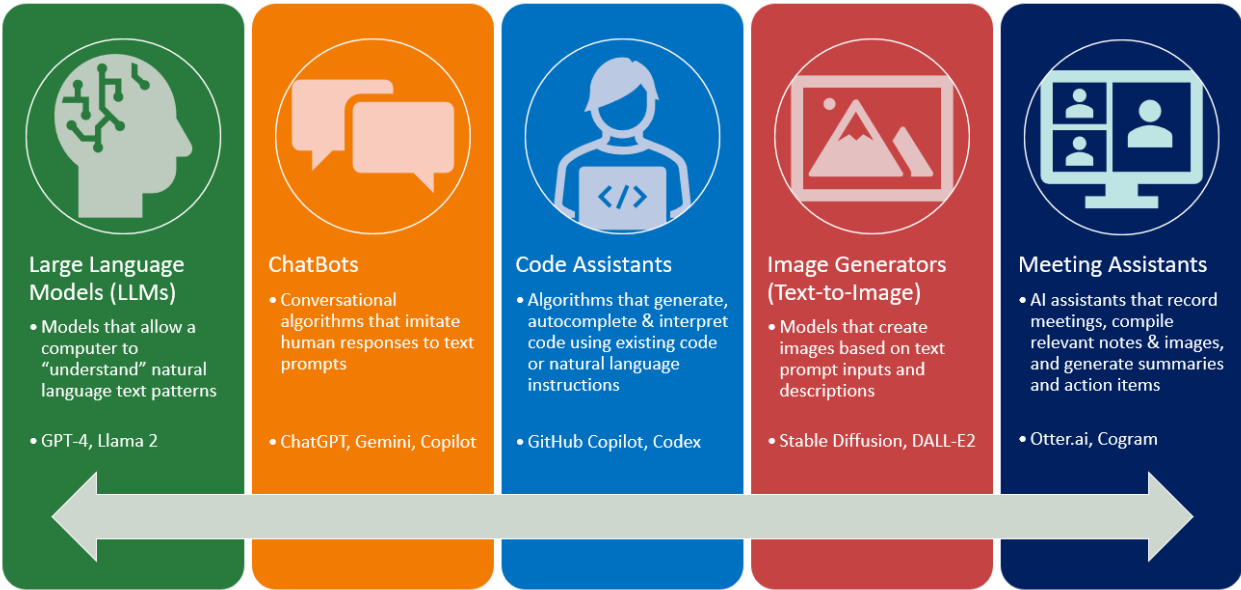 Large Language
Models (LLMs)
• Models that allow a
computer to
“understand” natural
language text patterns
• GPT-4, Llama 2
ChatBots
• Conversational
algorithms that imitate
human responses to text
prompts
• ChatGPT, Gemini, Copilot
</>
Code Assistants
• Algorithms that generate,
autocomplete & interpret
code using existing code
or natural language
instructions
• GitHub Copilot, Codex
Image Generators
(Text-to-Image)
• Models that create
images based on text
prompt inputs and
descriptions
• Stable Diffusion, DALL-E2
Meeting Assistants
• AI assistants that record
meetings, compile
relevant notes & images,
and generate summaries
and action items
• Otter.ai, Cogram